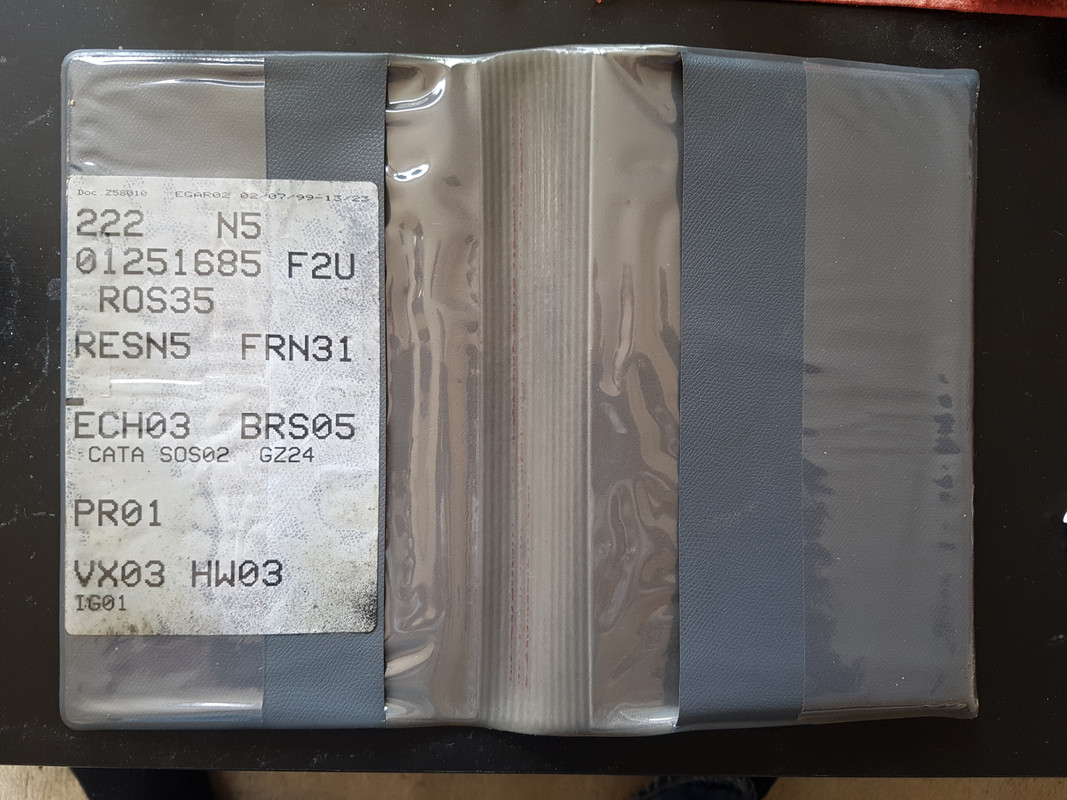 Doc Z58010 EGAR02 02/07/99-13/23
222 N5
01251685 F2U
ROS35
RESN5 FRN31
ECH03 BRS05
CATA SOS02 GZ24
PR01
VX03 HW03
IG01